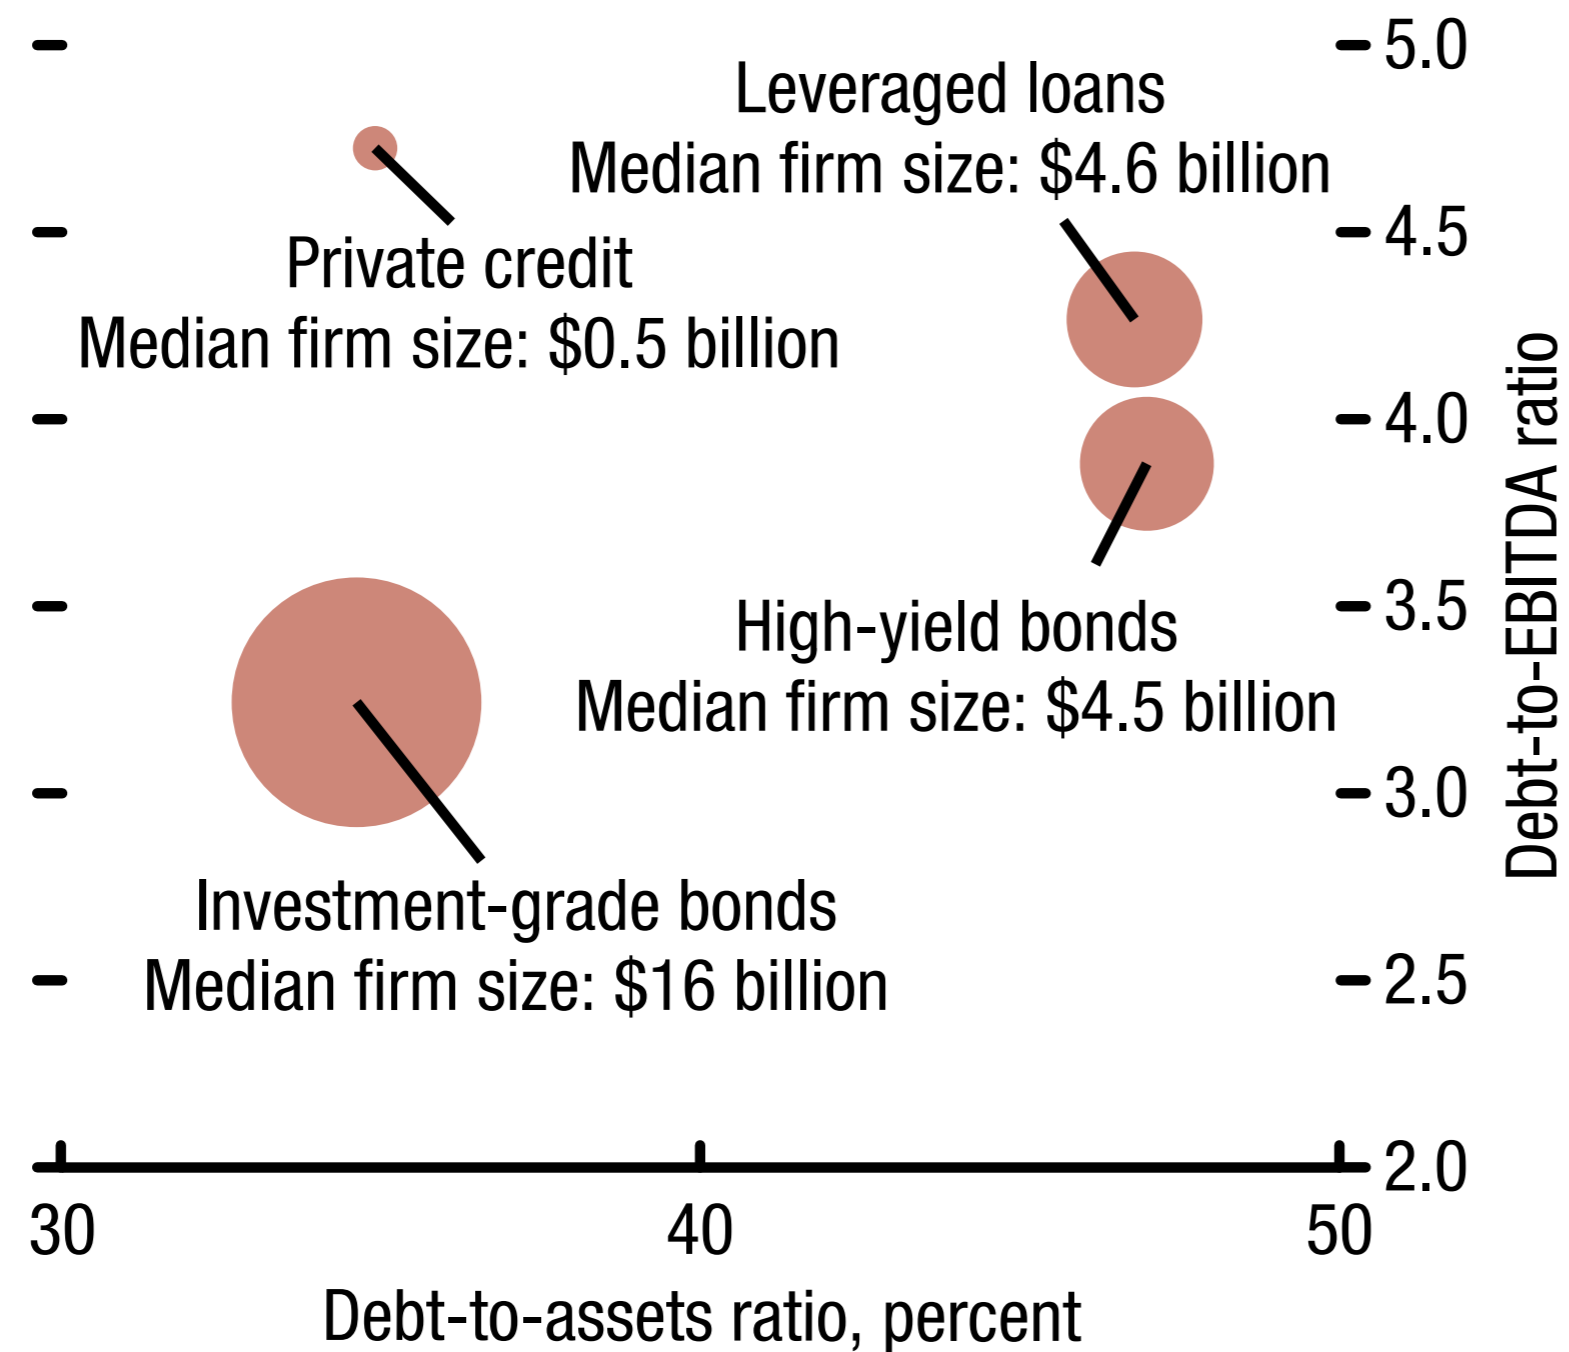 5.0
Leveraged loans
Median firm size: $4.6 billion
4.5
Private credit
Median firm size: $0.5 billion
4.0
High-yield bonds
Median firm size: $4.5 billion
3.5
3.0
Investment-grade bonds
Median firm size: $16 billion
2.5
2.0
Debt-to-EBITDA ratio
30
40
50
Debt-to-assets ratio, percent